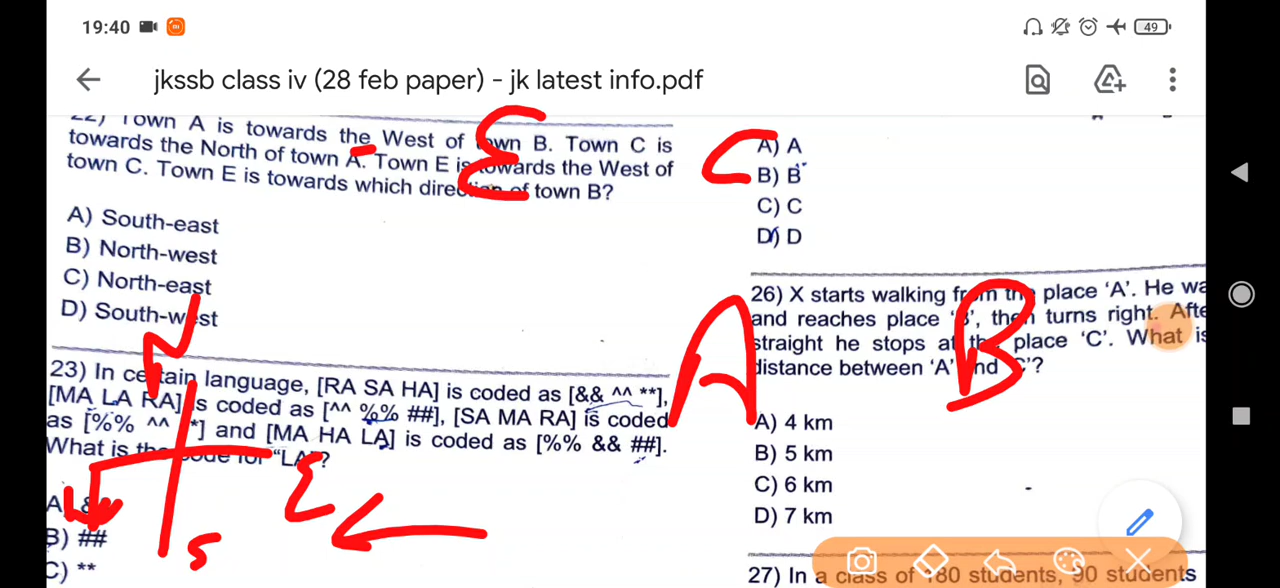 19:40
49
jkssb class iv (28 feb paper) - jk latest info.pdf
22) Town A is towards the West of town B. Town C is
towards the North of town A. Town E is towards the West of
town C. Town E is towards which direction of town B?
A) South-east
B) North-west
C) North-east
D) South-west
23) In certain language, [RA SA HA] is coded as [&& ^^ **],
[MA LA RA] is coded as [^^ %% ##], [SA MA RA] is coded
as [%% ^^ *] and [MA HA LA] is coded as [%% && ##].
What is the code for "LA"?
A) &
B) ##
C) **
A) A
B) B
C) C
D) D
26) X starts walking from the place 'A'. He wa
and reaches place 'B', then turns right. Afte
straight he stops at the place 'C'. What is
distance between 'A' and 'C'?
A) 4 km
B) 5 km
C) 6 km
D) 7 km
27) In a class of 180 students, 90 students
E
C
A
B
N
W
E
S